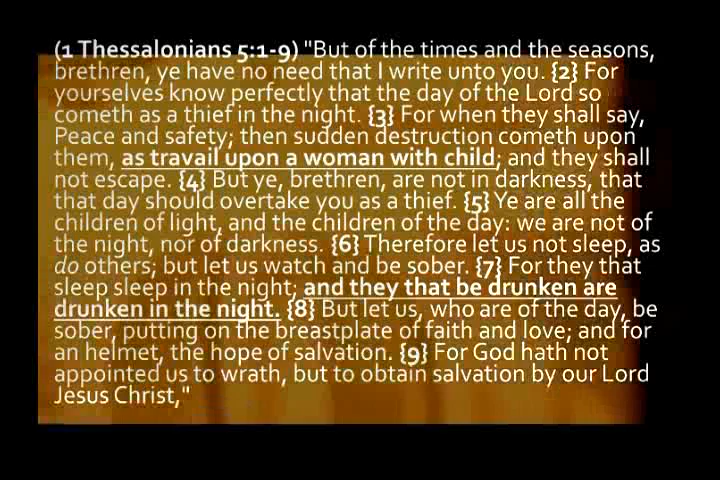 (1 Thessalonians 5:1-9) "But of the times and the seasons,
brethren, ye have no need that I write unto you. {2} For
yourselves know perfectly that the day of the Lord so
cometh as a thief in the night. {3} For when they shall say,
Peace and safety; then sudden destruction cometh upon
them, as travail upon a woman with child; and they shall
not escape. {4} But ye, brethren, are not in darkness, that
that day should overtake you as a thief. {5} Ye are all the
children of light, and the children of the day: we are not of
the night, nor of darkness. {6} Therefore let us not sleep, as
do others; but let us watch and be sober. {7} For they that
sleep sleep in the night; and they that be drunken are
drunken in the night. {8} But let us, who are of the day, be
sober, putting on the breastplate of faith and love; and for
an helmet, the hope of salvation. {9} For God hath not
appointed us to wrath, but to obtain salvation by our Lord
Jesus Christ,"